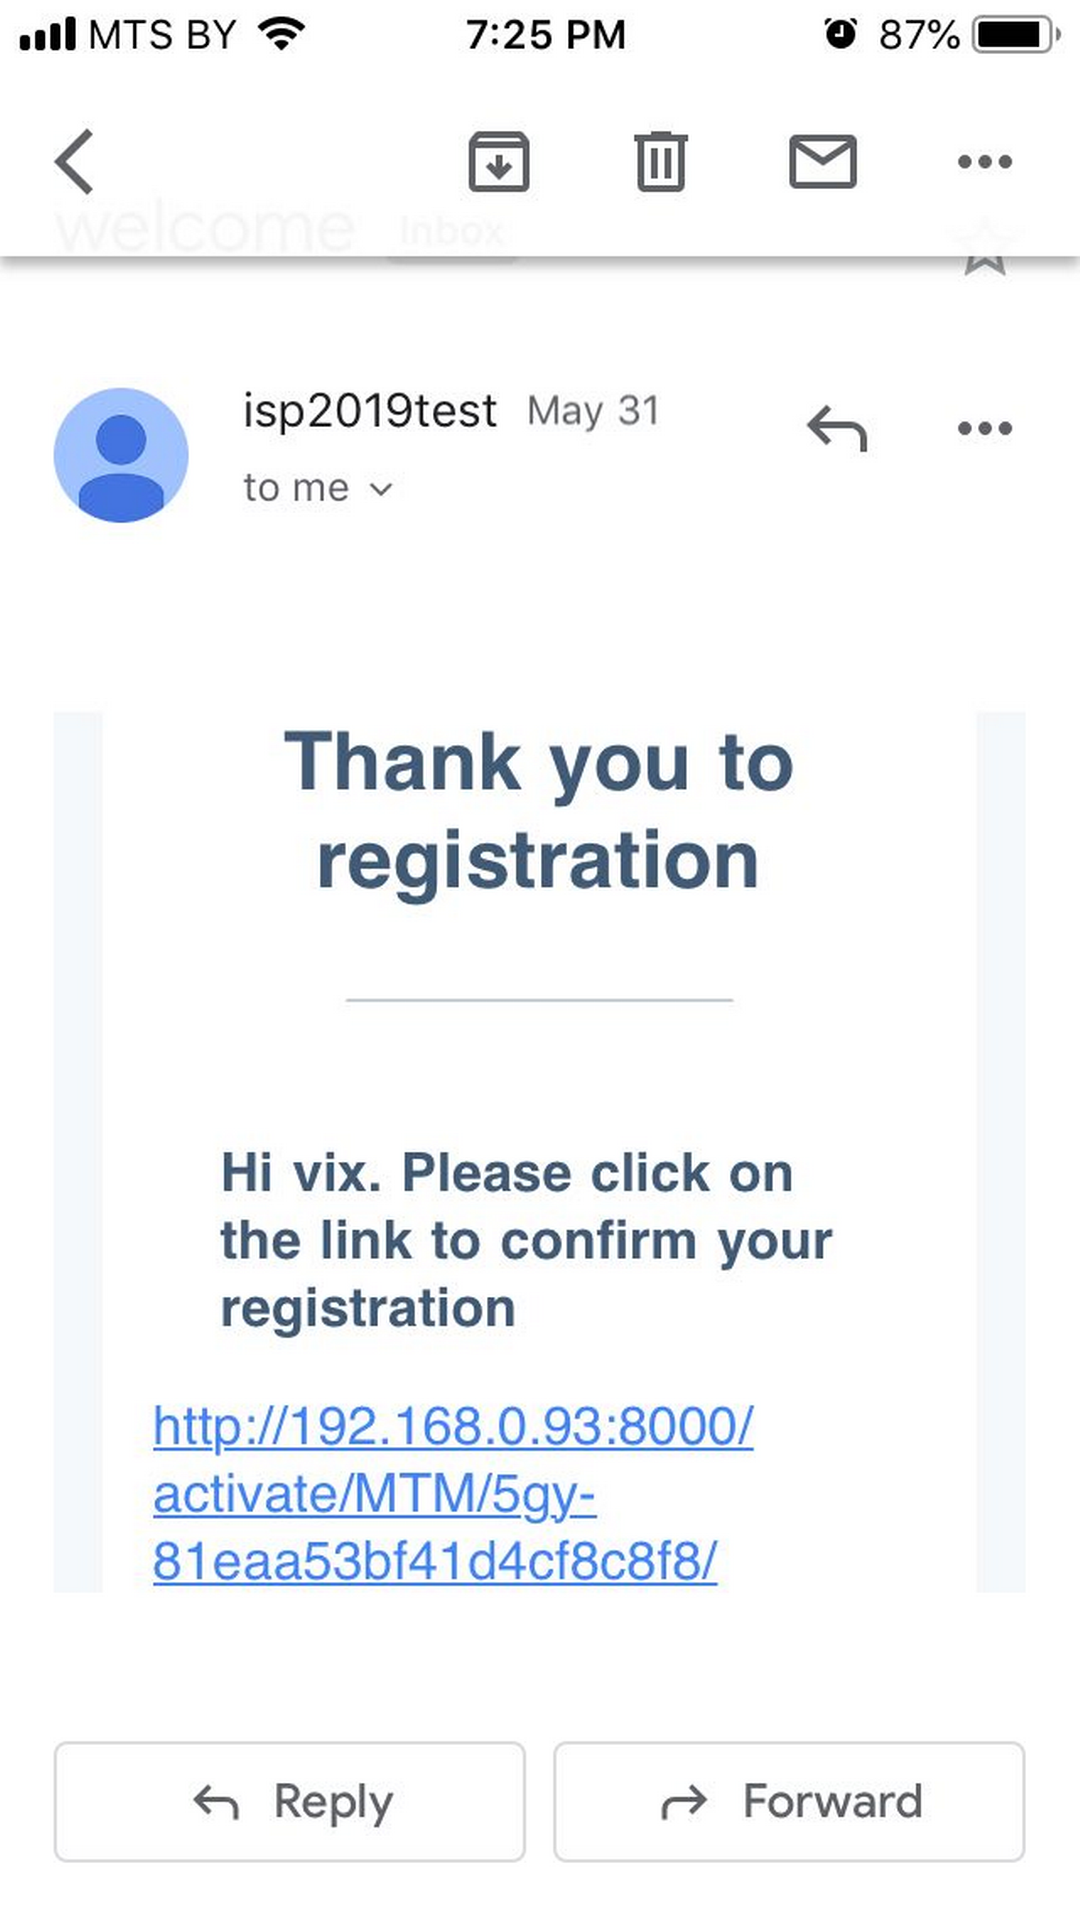 MTS BY 7:25 PM 87%
welcome Inbox
isp2019test May 31
to me
Thank you to
registration
Hi vix. Please click on
the link to confirm your
registration
http://192.168.0.93:8000/
activate/MTM/5gy-
81eaa53bf41d4cf8c8f8/
Reply Forward